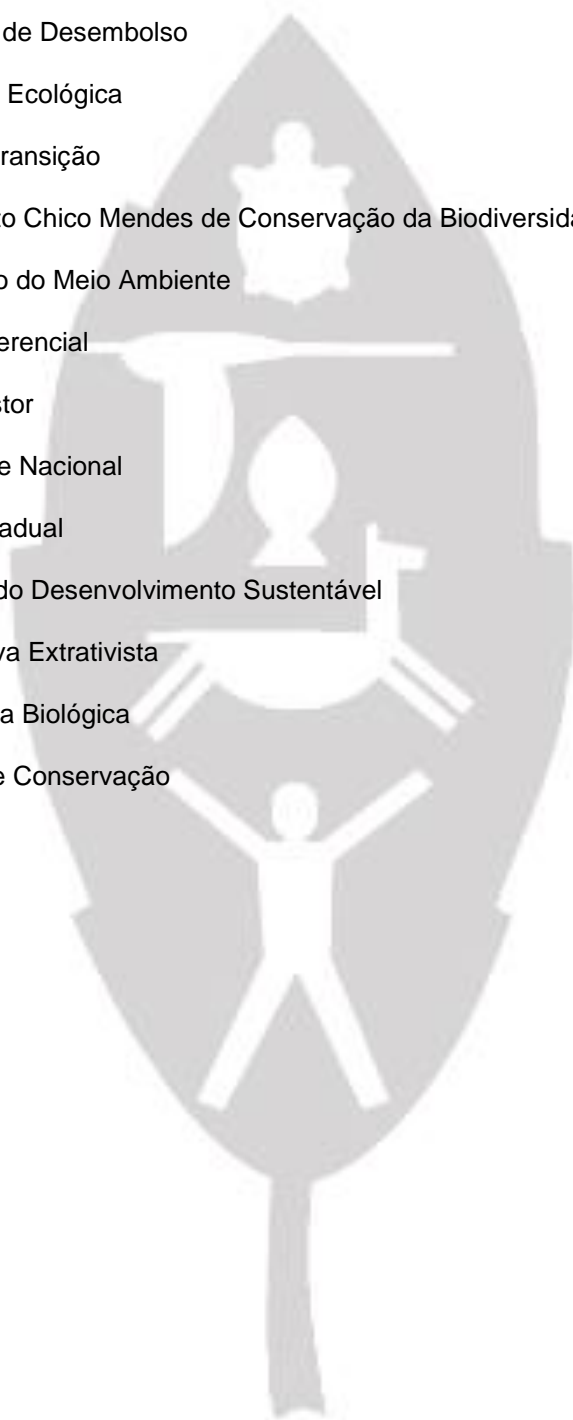 de Desembolso
Ecológica
ransição
to Chico Mendes de Conservação da Biodiversida
o do Meio Ambiente
erencial
stor
e Nacional
adual
do Desenvolvimento Sustentável
va Extrativista
a Biológica
e Conservação